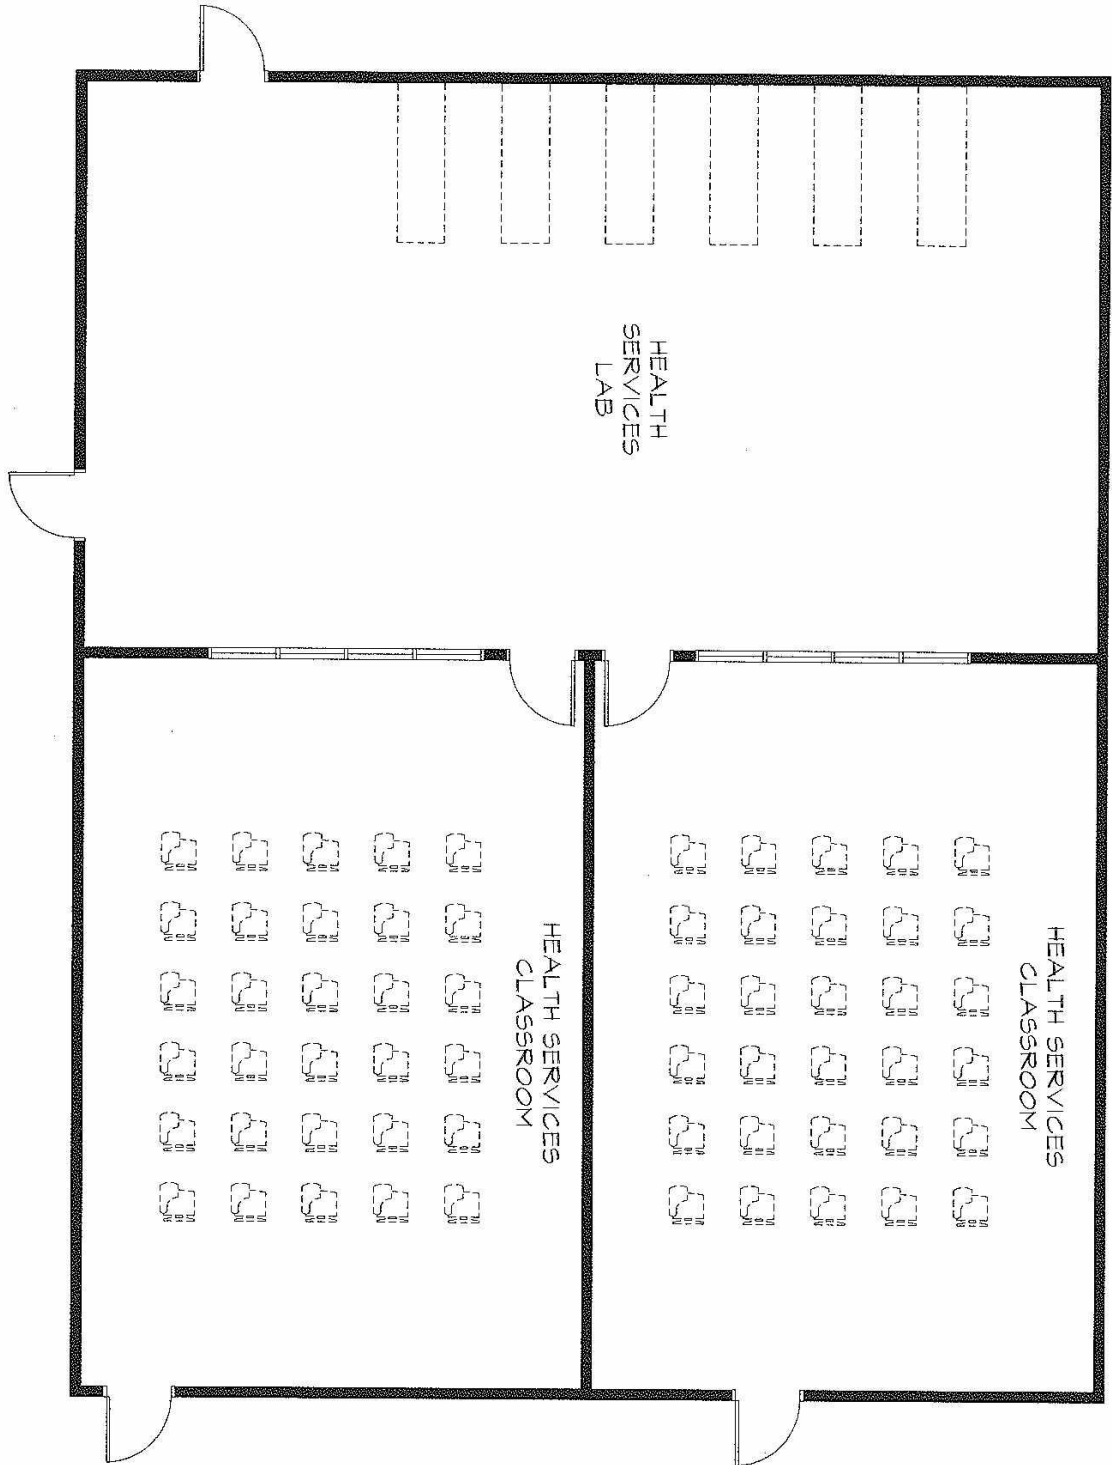 HEALTH
SERVICES
LAB
HEALTH SERVICES
CLASSROOM
HEALTH SERVICES
CLASSROOM